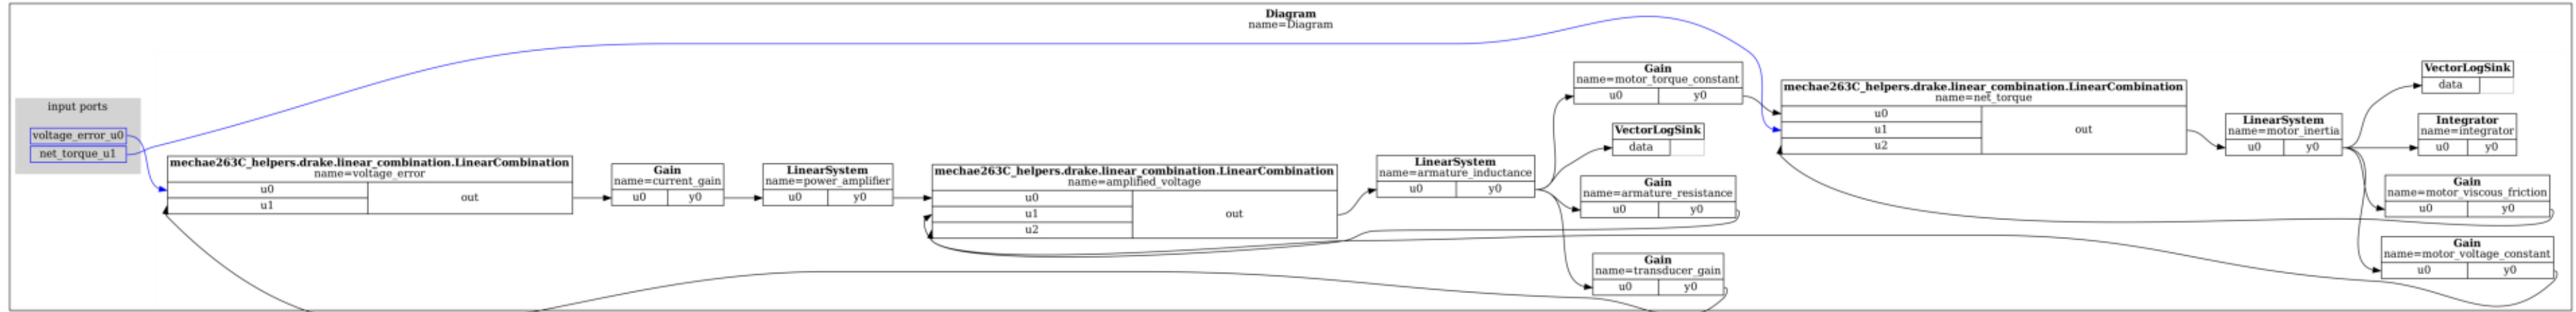 Diagram
name=Diagram
input ports
voltage_error_u0
net_torque_u1
mechae263C_helpers.drake.linear_combination.LinearCombination
name=voltage_error
u0
u1
out
Gain
name=current_gain
u0 y0
LinearSystem
name=power_amplifier
u0 y0
mechae263C_helpers.drake.linear_combination.LinearCombination
name=amplified_voltage
u0
u1
u2
out
LinearSystem
name=armature_inductance
u0 y0
Gain
name=motor_torque_constant
u0 y0
VectorLogSink
data
Gain
name=armature_resistance
u0 y0
Gain
name=transducer_gain
u0 y0
mechae263C_helpers.drake.linear_combination.LinearCombination
name=net_torque
u0
u1
u2
out
LinearSystem
name=motor_inertia
u0 y0
VectorLogSink
data
Integrator
name=integrator
u0 y0
Gain
name=motor_viscous_friction
u0 y0
Gain
name=motor_voltage_constant
u0 y0